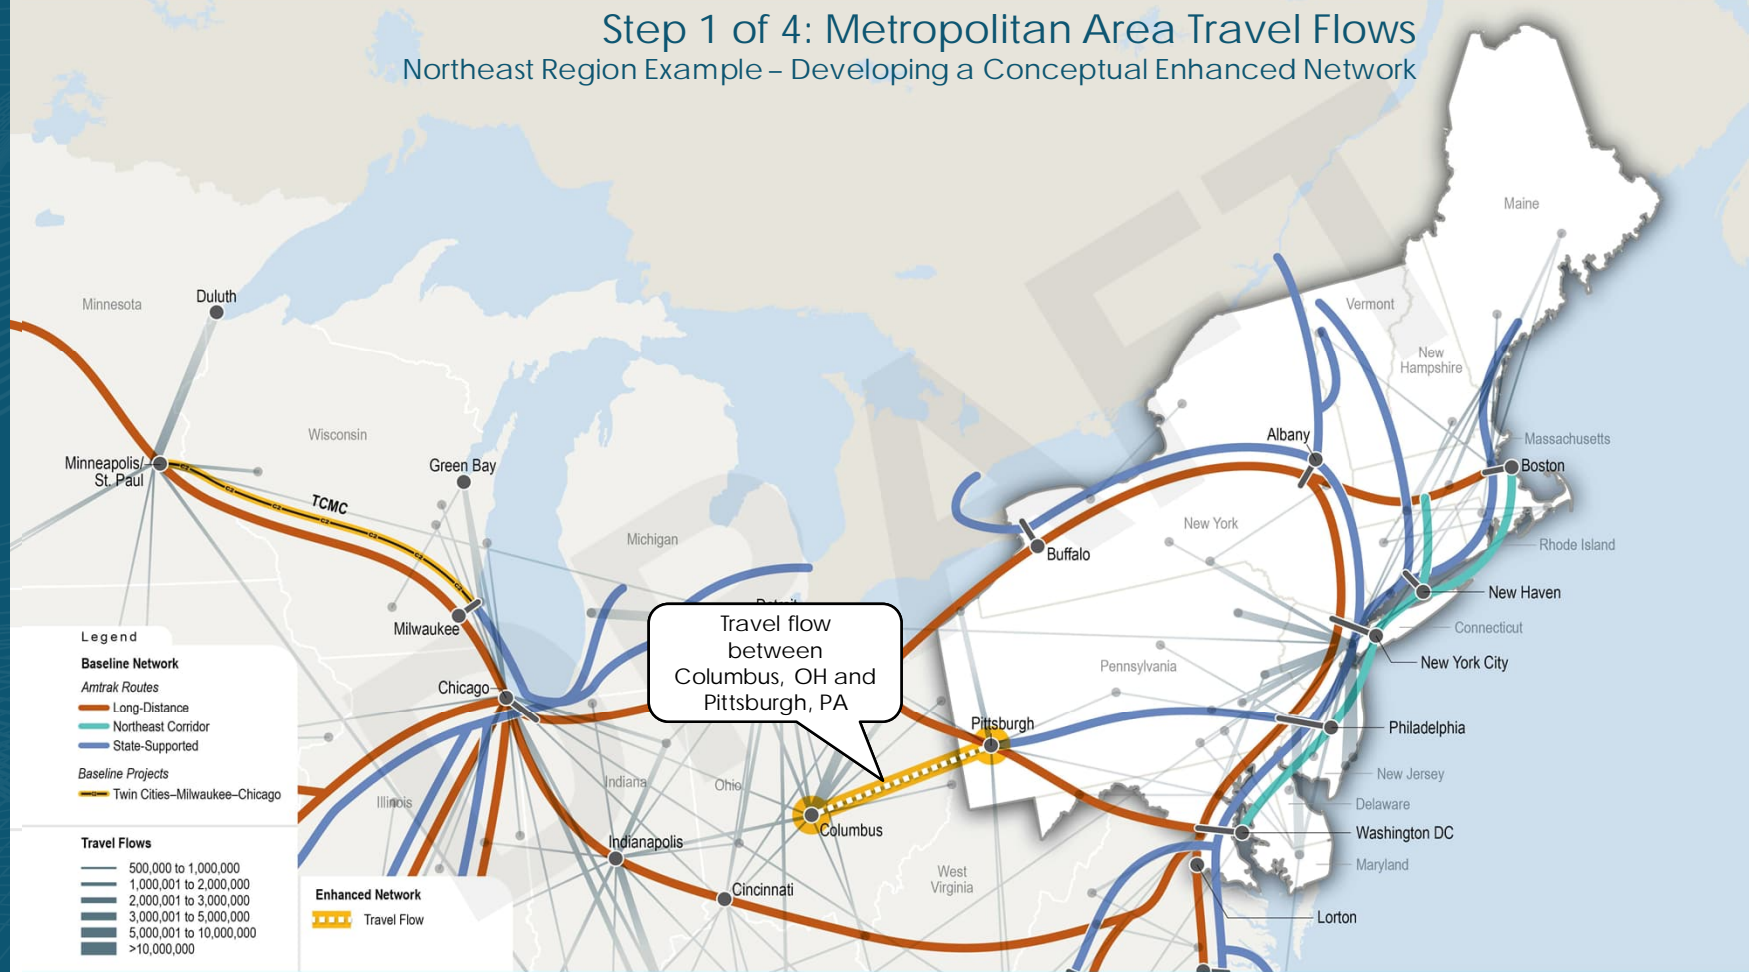 Step 1 of 4: Metropolitan Area Travel Flows
Northeast Region Example – Developing a Conceptual Enhanced Network
DRAFT
Maine
Minnesota
Duluth
Vermont
New
Hampshire
Wisconsin
Albany
Massachusetts
Minneapolis/
St. Paul
Green Bay
Boston
TCMC
New York
Michigan
Buffalo
Rhode Island
New Haven
Milwaukee
Connecticut
New York City
Pennsylvania
Chicago
Travel flow
between
Columbus, OH and
Pittsburgh, PA
Pittsburgh
Philadelphia
New Jersey
Indiana
Ohio
Illinois
Delaware
Columbus
Washington DC
Indianapolis
Maryland
West
Virginia
Cincinnati
Lorton
Legend
Baseline Network
Amtrak Routes
Long-Distance
Northeast Corridor
State-Supported
Baseline Projects
Twin Cities–Milwaukee–Chicago
Travel Flows
500,000 to 1,000,000
1,000,001 to 2,000,000
2,000,001 to 3,000,000
3,000,001 to 5,000,000
5,000,001 to 10,000,000
>10,000,000
Enhanced Network
Travel Flow